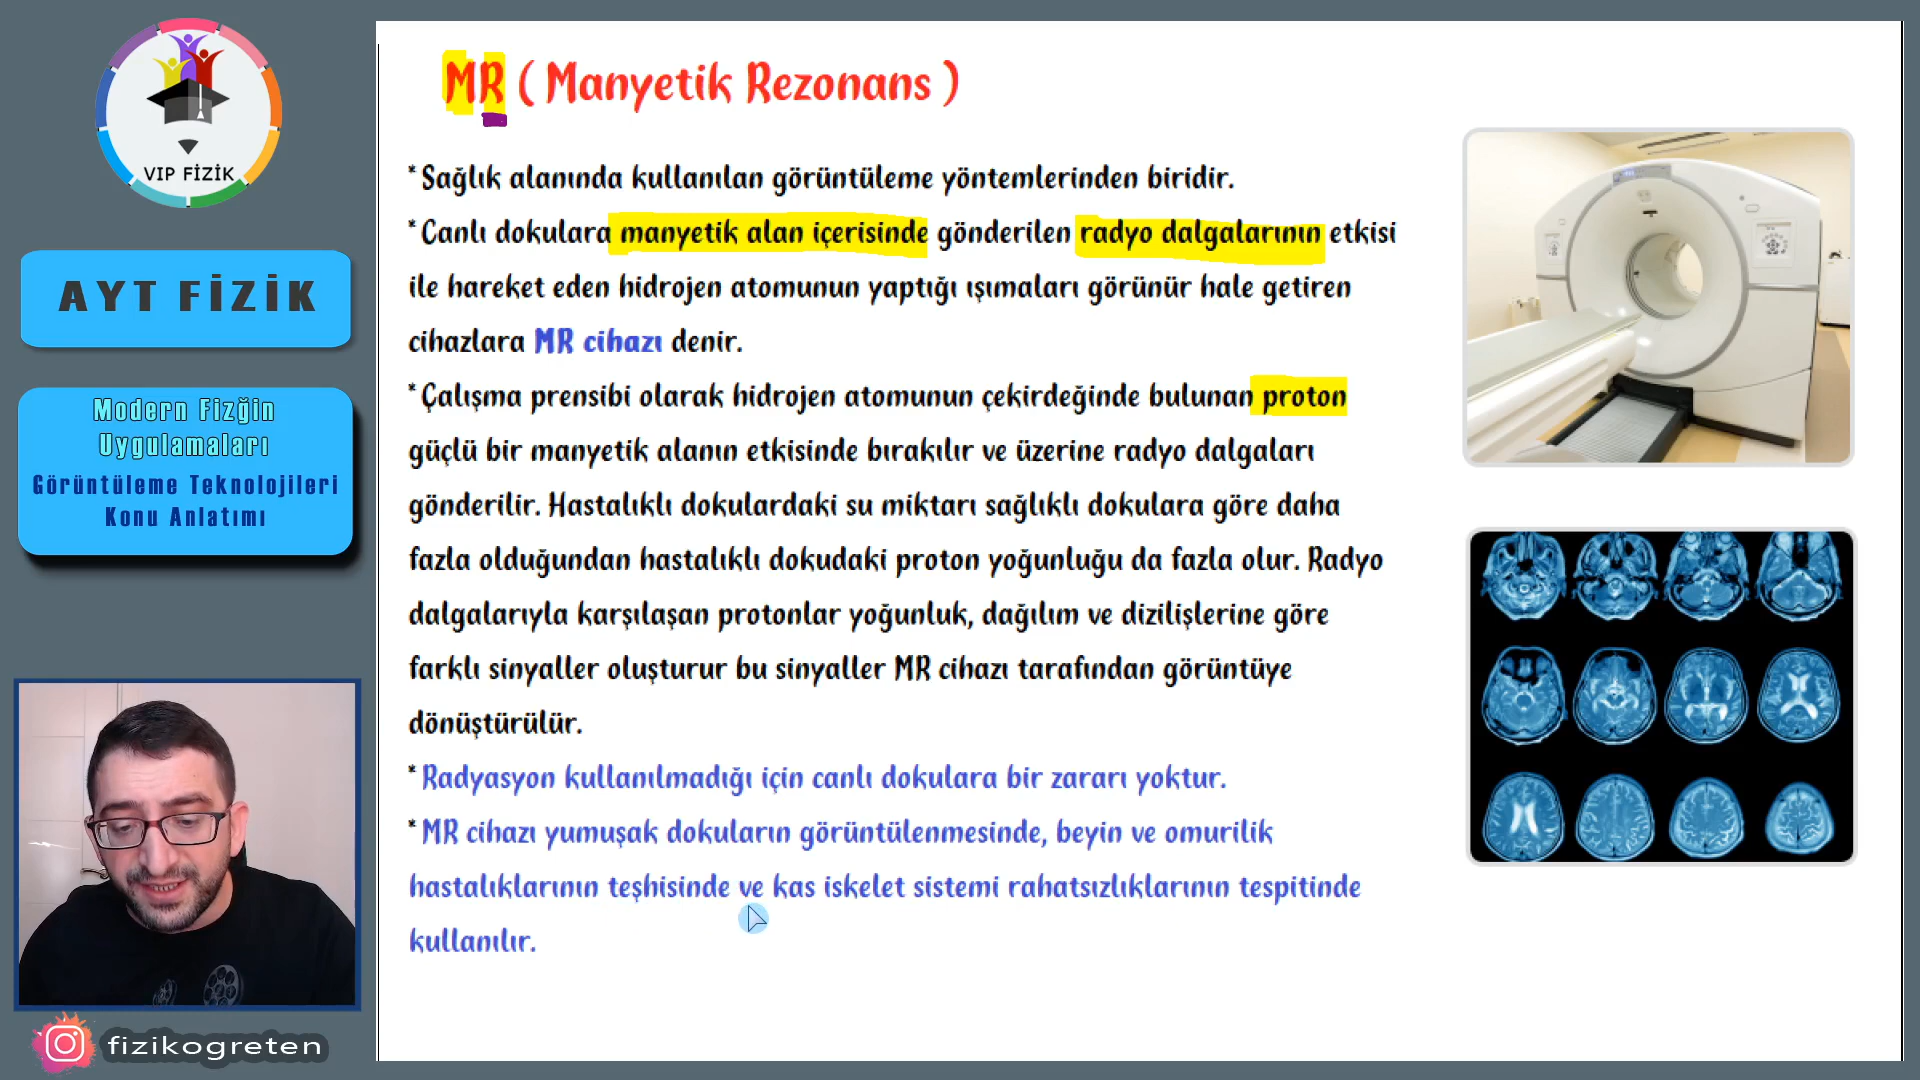 VIP FİZİK
AYT FİZİK
Modern Fizğin
Uygulamaları
Görüntüleme Teknolojileri
Konu Anlatımı
fizikogreten
MR ( Manyetik Rezonans )
*Sağlık alanında kullanılan görüntüleme yöntemlerinden biridir.
*Canlı dokulara manyetik alan içerisinde gönderilen radyo dalgalarının etkisi
ile hareket eden hidrojen atomunun yaptığı ışımaları görünür hale getiren
cihazlara MR cihazı denir.
*Çalışma prensibi olarak hidrojen atomunun çekirdeğinde bulunan proton
güçlü bir manyetik alanın etkisinde bırakılır ve üzerine radyo dalgaları
gönderilir. Hastalıklı dokulardaki su miktarı sağlıklı dokulara göre daha
fazla olduğundan hastalıklı dokudaki proton yoğunluğu da fazla olur. Radyo
dalgalarıyla karşılaşan protonlar yoğunluk, dağılım ve dizilişlerine göre
farklı sinyaller oluşturur bu sinyaller MR cihazı tarafından görüntüye
dönüştürülür.
*Radyasyon kullanılmadığı için canlı dokulara bir zararı yoktur.
*MR cihazı yumuşak dokuların görüntülenmesinde, beyin ve omurilik
hastalıklarının teşhisinde ve kas iskelet sistemi rahatsızlıklarının tespitinde
kullanılır.